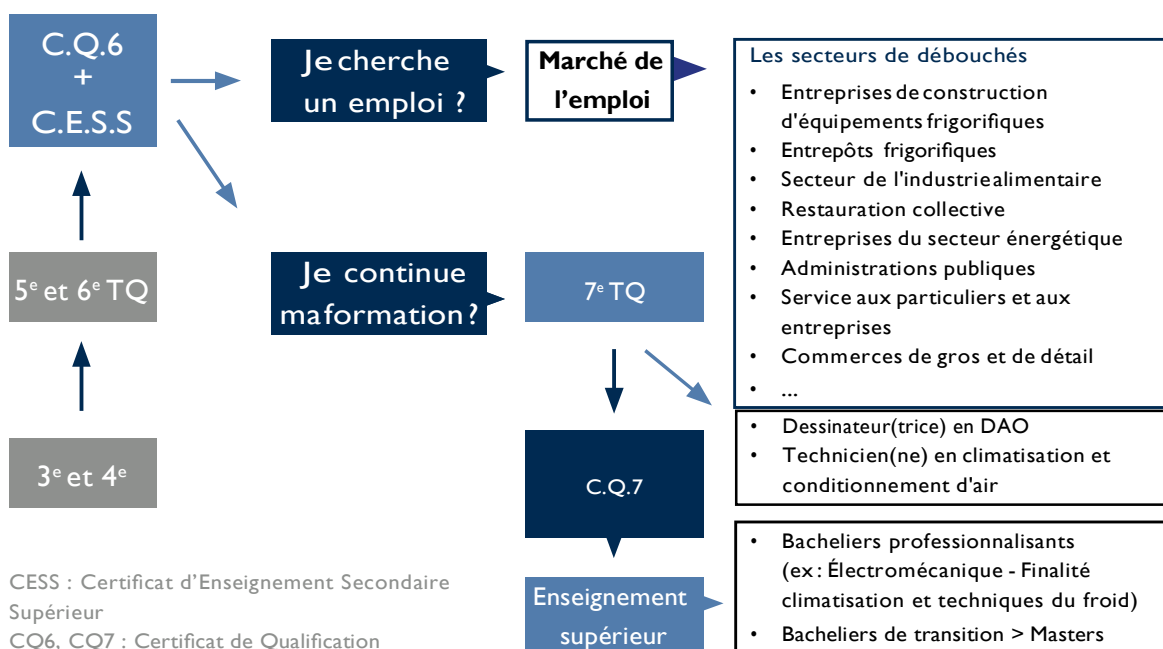 C.Q.6
+
C.E.S.S
Je cherche
un emploi ?
Marché de
l'emploi
Les secteurs de débouchés
• Entreprises de construction
d'équipements frigorifiques
• Entrepôts frigorifiques
• Secteur de l'industrie alimentaire
• Restauration collective
• Entreprises du secteur énergétique
• Administrations publiques
• Service aux particuliers et aux
entreprises
• Commerces de gros et de détail
• ...
5e et 6e TQ
Je continue
ma formation ?
7e TQ
• Dessinateur(trice) en DAO
• Technicien(ne) en climatisation et
conditionnement d'air
3e et 4e
C.Q.7
• Bacheliers professionnalisants
(ex : Électromécanique - Finalité
climatisation et techniques du froid)
• Bacheliers de transition > Masters
Enseignement
supérieur
CESS : Certificat d'Enseignement Secondaire
Supérieur
CQ6, CQ7 : Certificat de Qualification